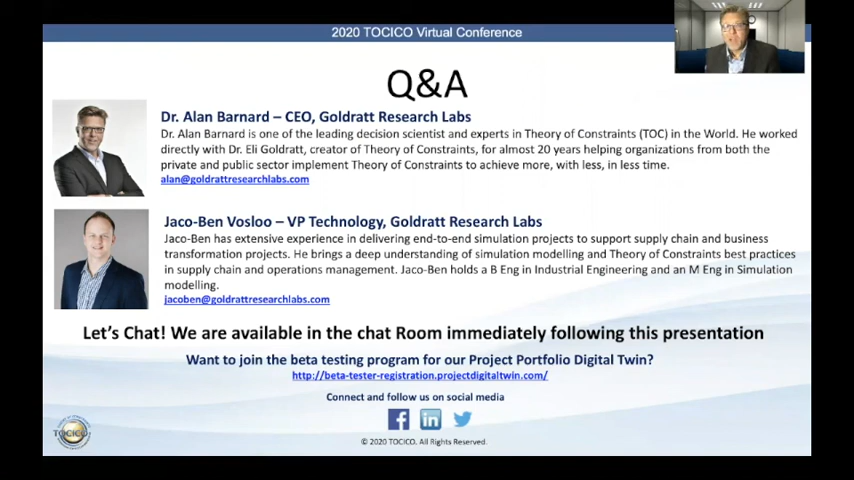 2020 TOCICO Virtual Conference
Q&A
Dr. Alan Barnard – CEO, Goldratt Research Labs
Dr. Alan Barnard is one of the leading decision scientist and experts in Theory of Constraints (TOC) in the World. He worked
directly with Dr. Eli Goldratt, creator of Theory of Constraints, for almost 20 years helping organizations from both the
private and public sector implement Theory of Constraints to achieve more, with less, in less time.
alan@goldrattresearchlabs.com
Jaco-Ben Vosloo – VP Technology, Goldratt Research Labs
Jaco-Ben has extensive experience in delivering end-to-end simulation projects to support supply chain and business
transformation projects. He brings a deep understanding of simulation modelling and Theory of Constraints best practices
in supply chain and operations management. Jaco-Ben holds a B Eng in Industrial Engineering and an M Eng in Simulation
modelling.
jacoben@goldrattresearchlabs.com
Let's Chat! We are available in the chat Room immediately following this presentation
Want to join the beta testing program for our Project Portfolio Digital Twin?
http://beta-tester-registration.projectdigitaltwin.com/
Connect and follow us on social media
TOCICO
© 2020 TOCICO. All Rights Reserved.